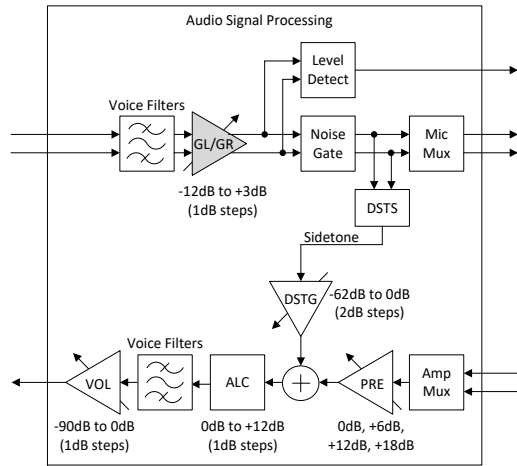 Audio Signal Processing
Level
Detect
Voice Filters
GL/GR
Noise
Gate
Mic
Mux
-12dB to +3dB
(1dB steps)
DSTS
Sidetone
DSTG
-62dB to 0dB
(2dB steps)
Voice Filters
VOL
ALC
PRE
Amp
Mux
-90dB to 0dB
(1dB steps)
0dB to +12dB
(1dB steps)
0dB, +6dB,
+12dB, +18dB